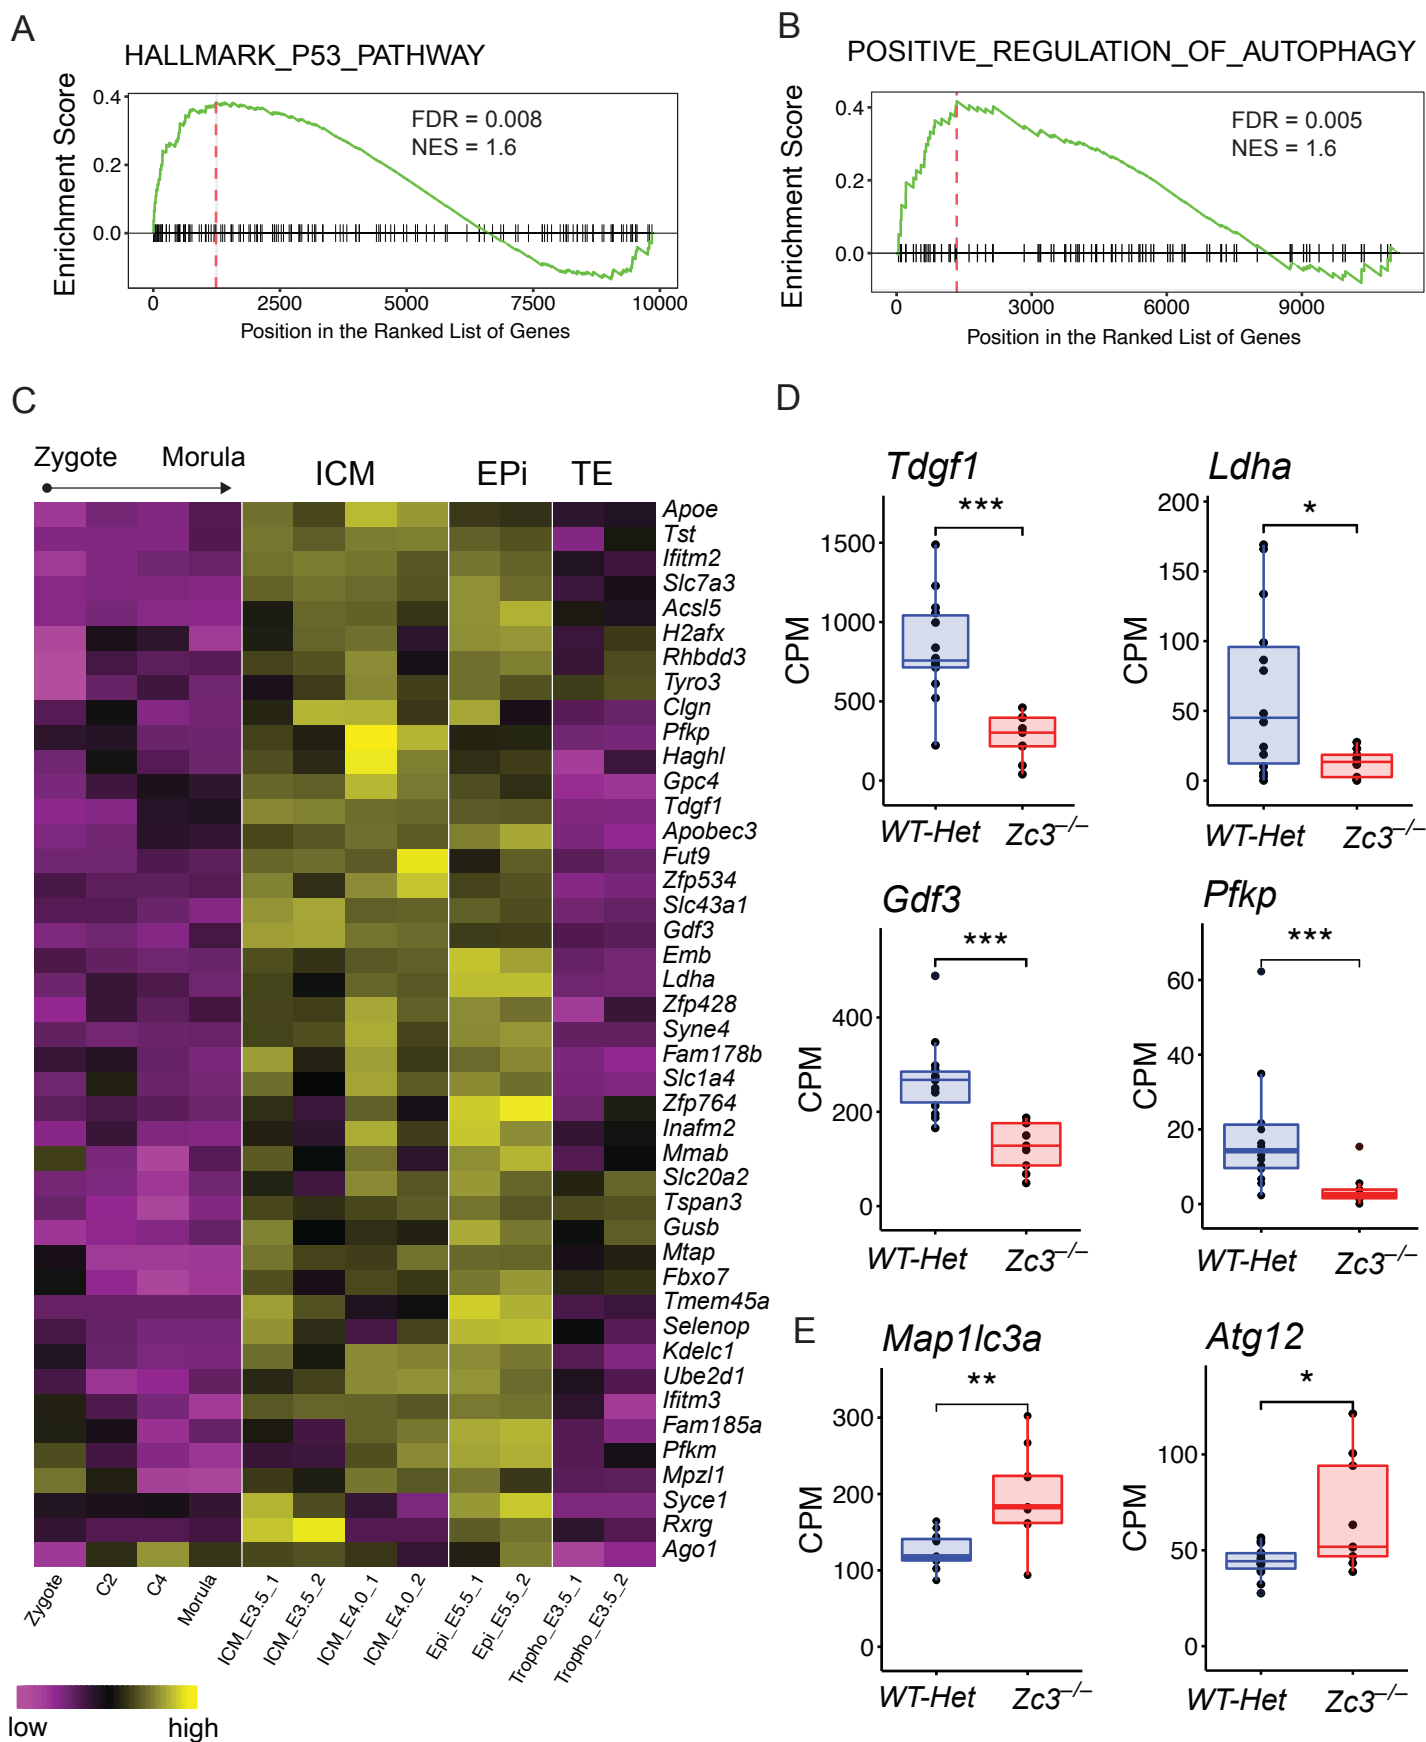 A
HALLMARK_P53_PATHWAY
Enrichment Score
0.4
0.2
0.0
FDR = 0.008
NES = 1.6
0 2500 5000 7500 10000
Position in the Ranked List of Genes
B
POSITIVE_REGULATION_OF_AUTOPHAGY
Enrichment Score
0.4
0.2
0.0
FDR = 0.005
NES = 1.6
0 3000 6000 9000
Position in the Ranked List of Genes
C
Zygote Morula ICM EPi TE
Apoe
Tst
Ifitm2
Slc7a3
Acsl5
H2afx
Rhbdd3
Tyro3
Clgn
Pfkp
Haghl
Gpc4
Tdgf1
Apobec3
Fut9
Zfp534
Slc43a1
Gdf3
Emb
Ldha
Zfp428
Syne4
Fam178b
Slc1a4
Zfp764
Inafm2
Mmab
Slc20a2
Tspan3
Gusb
Mtap
Fbxo7
Tmem45a
Selenop
Kdelc1
Ube2d1
Ifitm3
Fam185a
Pfkm
Mpzl1
Syce1
Rxrg
Ago1
Zygote
C2
C4
Morula
ICM_E3.5_1
ICM_E3.5_2
ICM_E4.0_1
ICM_E4.0_2
Epi_E5.5_1
Epi_E5.5_2
Tropho_E3.5_1
Tropho_E3.5_2
low high
D
Tdgf1
***
CPM
1500
1000
500
0
WT-Het Zc3–/–
Ldha
*
CPM
200
150
100
50
0
WT-Het Zc3–/–
Gdf3
***
CPM
400
200
0
WT-Het Zc3–/–
Pfkp
***
CPM
60
40
20
0
WT-Het Zc3–/–
E
Map1lc3a
**
CPM
300
200
100
0
WT-Het Zc3–/–
Atg12
*
CPM
100
50
0
WT-Het Zc3–/–